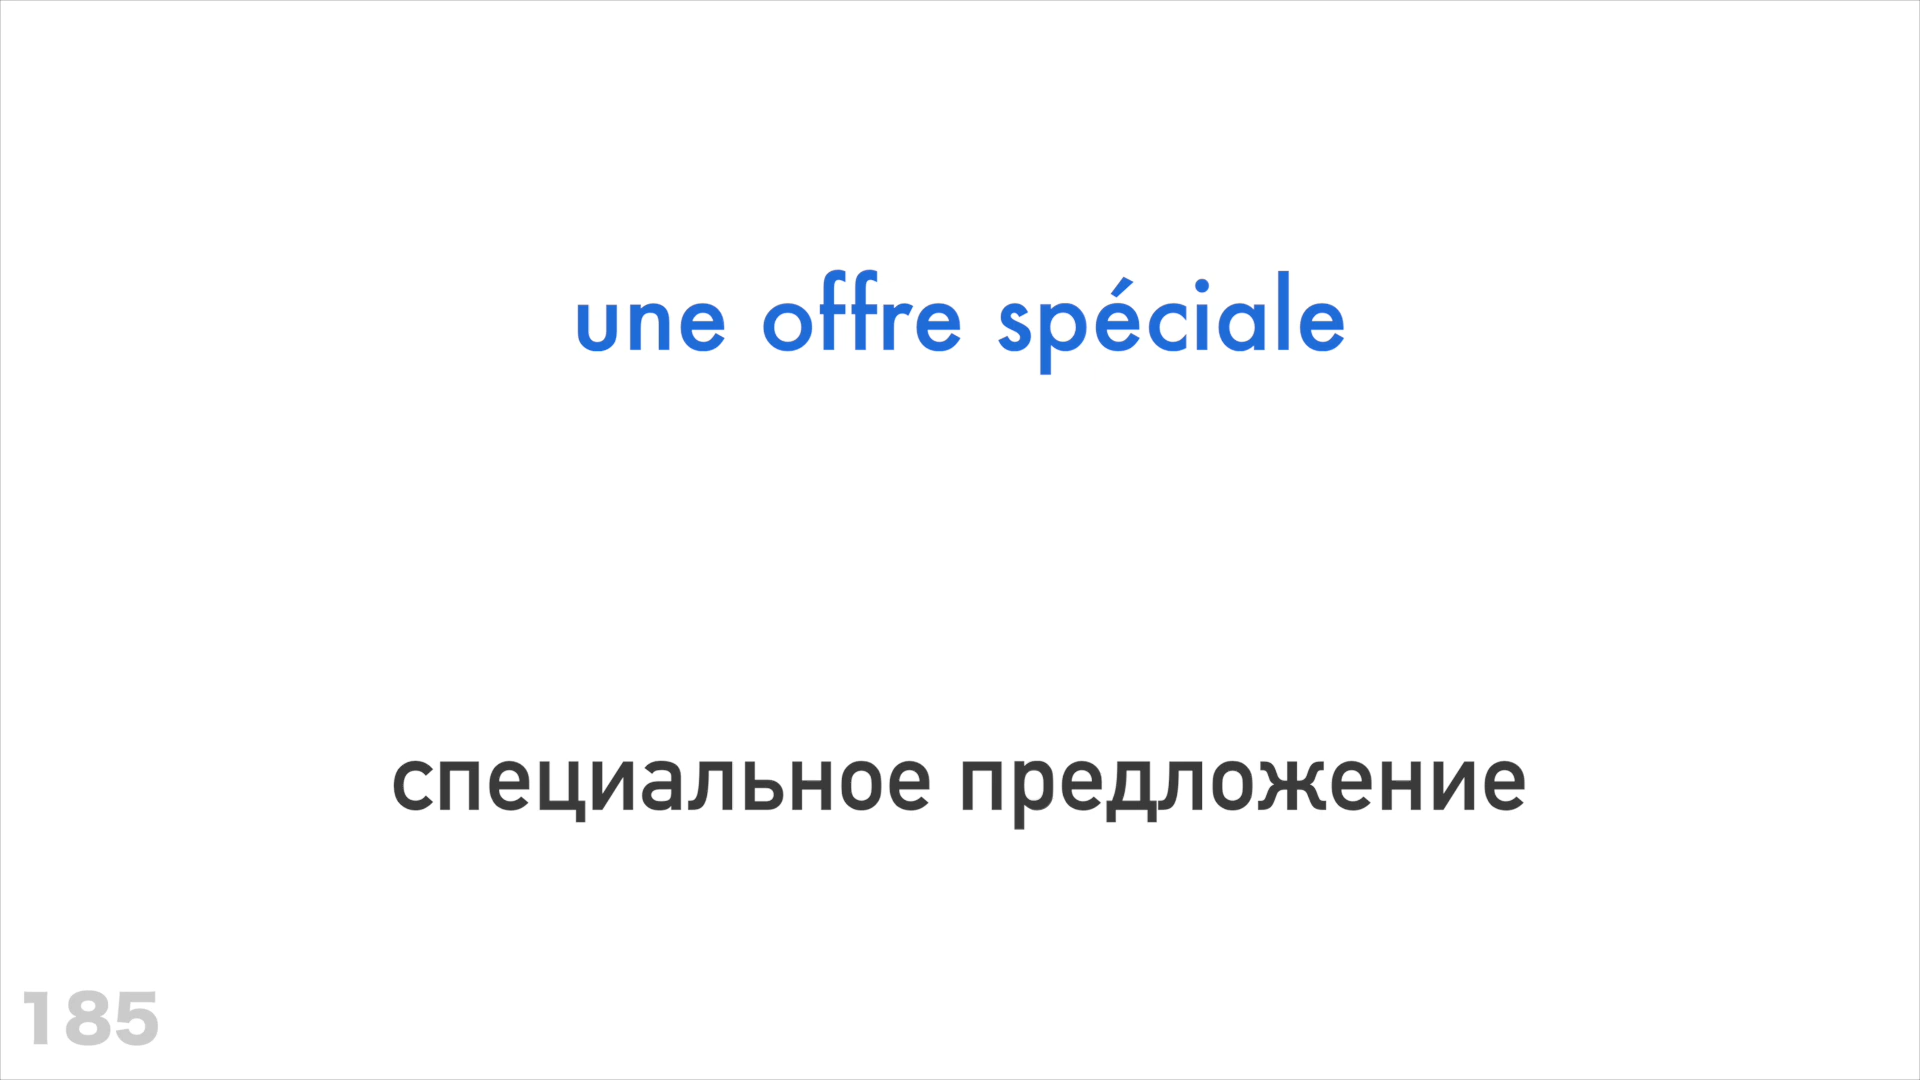 une offre spéciale
специальное предложение
185